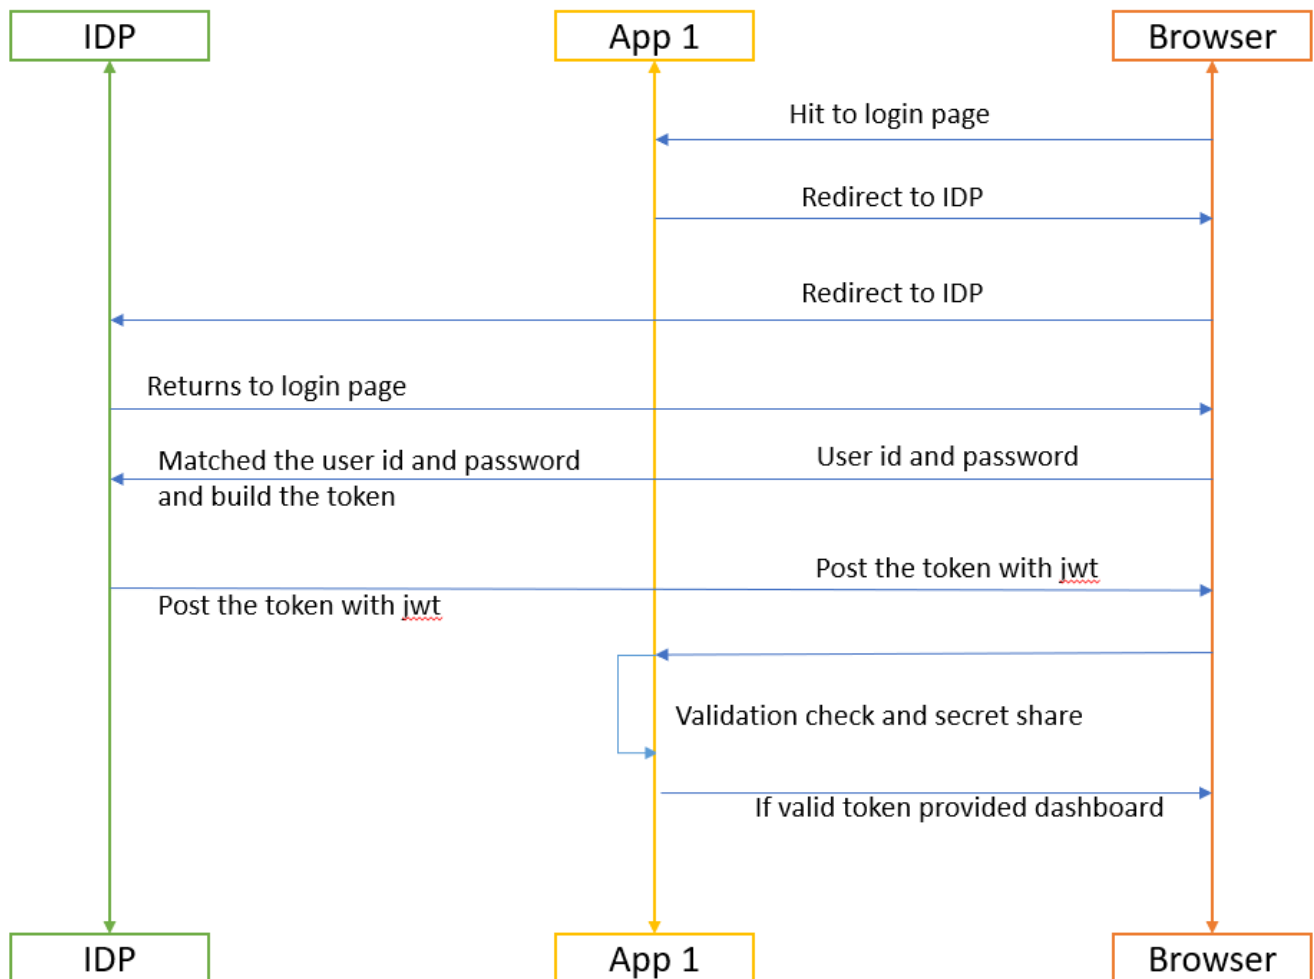 IDP
App 1
Browser
Hit to login page
Redirect to IDP
Redirect to IDP
Returns to login page
User id and password
Matched the user id and password
and build the token
Post the token with jwt
Post the token with jwt
Validation check and secret share
If valid token provided dashboard
IDP
App 1
Browser